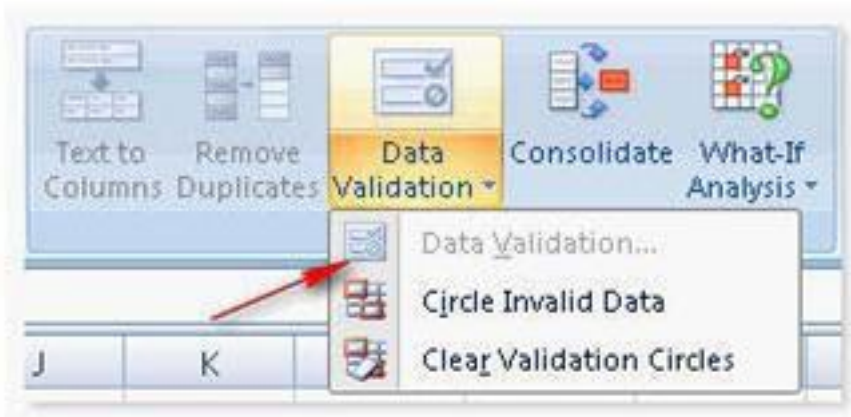 Text to Columns
Remove Duplicates
Data Validation
Consolidate
What-If Analysis
Data Validation...
Circle Invalid Data
Clear Validation Circles
J K